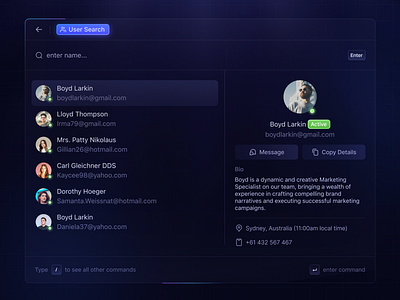 User Search
enter name...
Enter
Boyd Larkin
boydlarkin@gmail.com
Lloyd Thompson
Irma79@gmail.com
Mrs. Patty Nikolaus
Gillian26@hotmail.com
Carl Gleichner DDS
Kaycee98@yahoo.com
Dorothy Hoeger
Samanta.Weissnat@hotmail.com
Boyd Larkin
Daniela37@yahoo.com
Boyd Larkin Active
boydlarkin@gmail.com
Message
Copy Details
Bio
Boyd is a dynamic and creative Marketing
Specialist on our team, bringing a wealth of
experience in crafting compelling brand
narratives and executing successful marketing
campaigns.
Sydney, Australia (11:00am local time)
+61 432 567 467
Type / to see all other commands
enter command